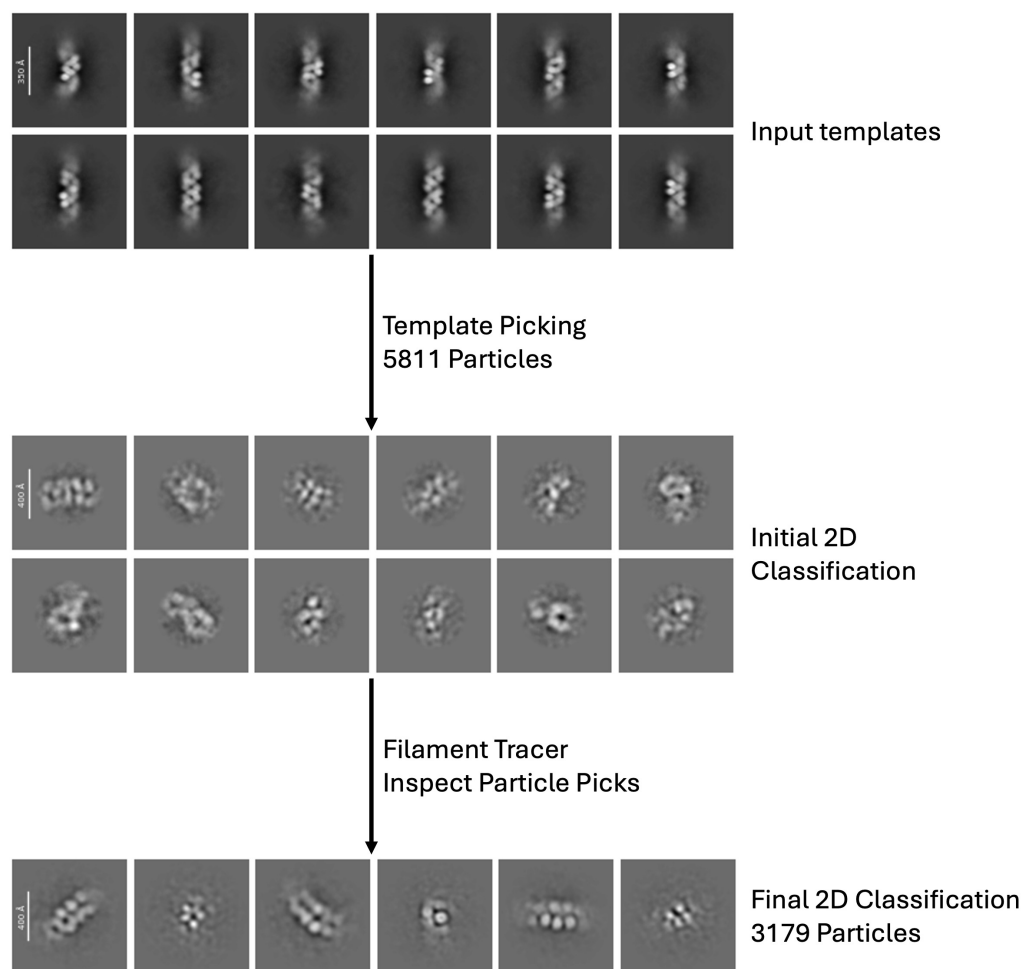 350 Å
Input templates
Template Picking
5811 Particles
400 Å
Initial 2D
Classification
Filament Tracer
Inspect Particle Picks
400 Å
Final 2D Classification
3179 Particles